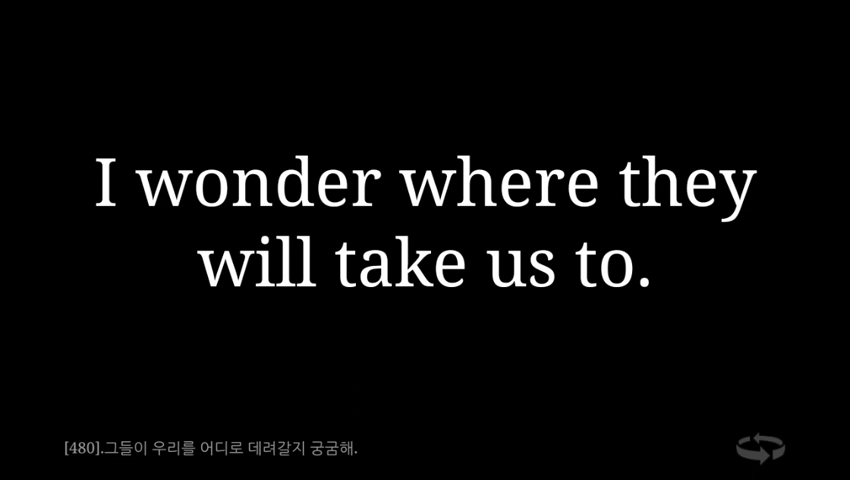 I wonder where they
will take us to.
[480].그들이 우리를 어디로 데려갈지 궁굼해.